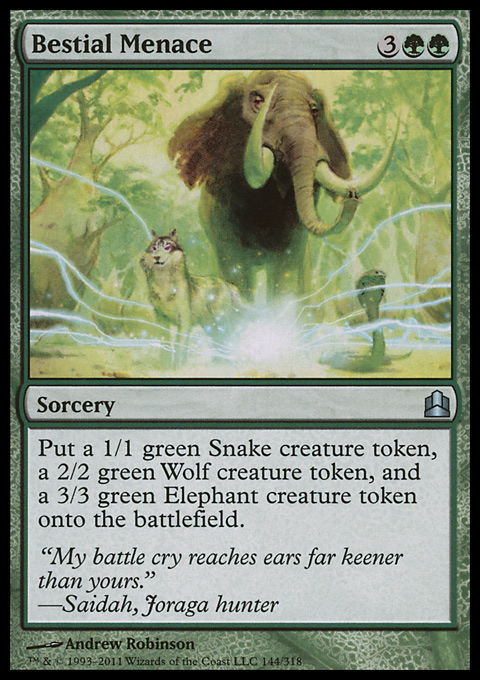 Bestial Menace 3
Sorcery
Put a 1/1 green Snake creature token,
a 2/2 green Wolf creature token, and
a 3/3 green Elephant creature token
onto the battlefield.
“My battle cry reaches ears far keener
than yours.”
—Saidah, Joraga hunter
Andrew Robinson
™ & © 1993–2011 Wizards of the Coast LLC 144/318